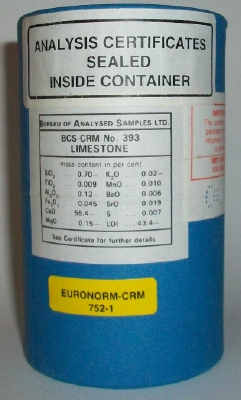 ANALYSIS CERTIFICATES
SEALED
INSIDE CONTAINER
BUREAU OF ANALYSED SAMPLES LTD.
BCS-CRM No. 393
LIMESTONE
mass content in per cent
SiO₂ 0.70- K₂O 0.02-
TiO₂ 0.009 MnO 0.010
Al₂O₃ 0.12- BaO 0.006
Fe₂O₃ 0.045 SrO 0.019
CaO 55.4- S 0.007
MgO 0.15- LOI 43.4-
See Certificate for further details
EURONORM-CRM
752-1